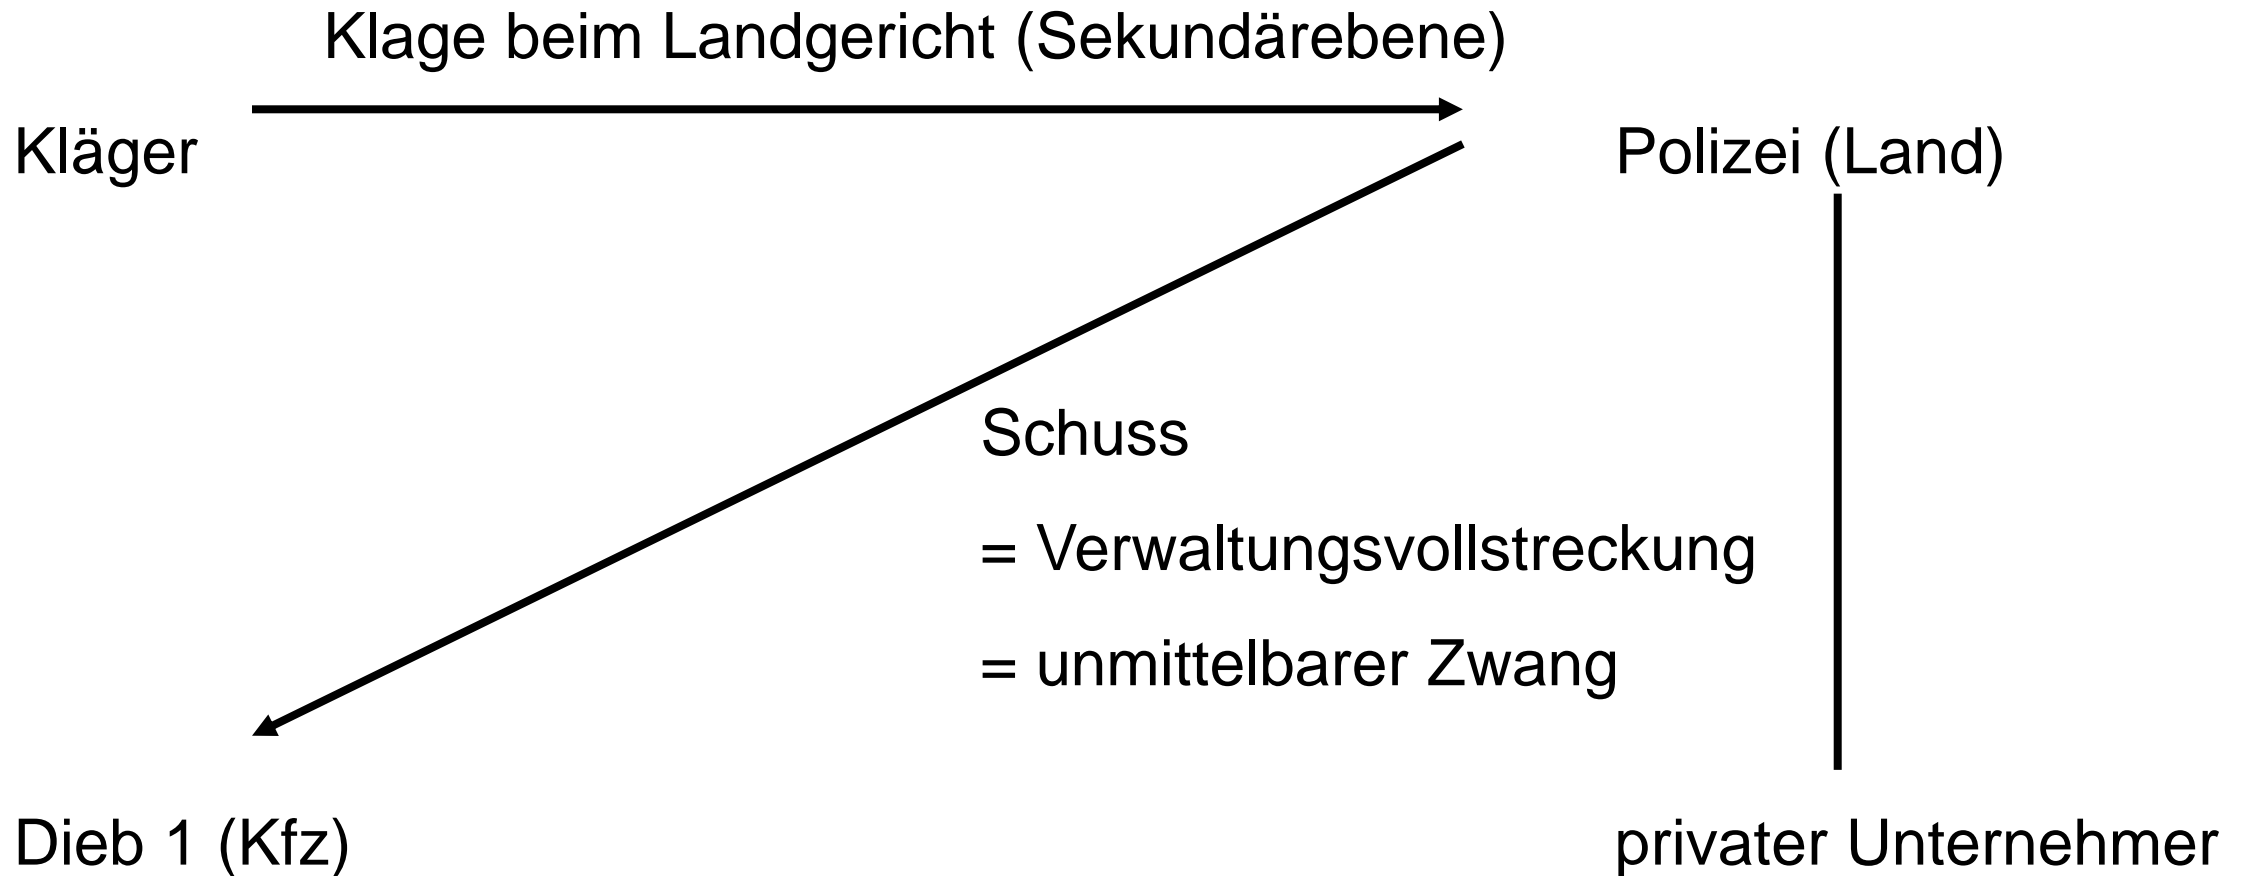 Klage beim Landgericht (Sekundärebene)
Kläger
Polizei (Land)
Schuss
= Verwaltungsvollstreckung
= unmittelbarer Zwang
Dieb 1 (Kfz)
privater Unternehmer